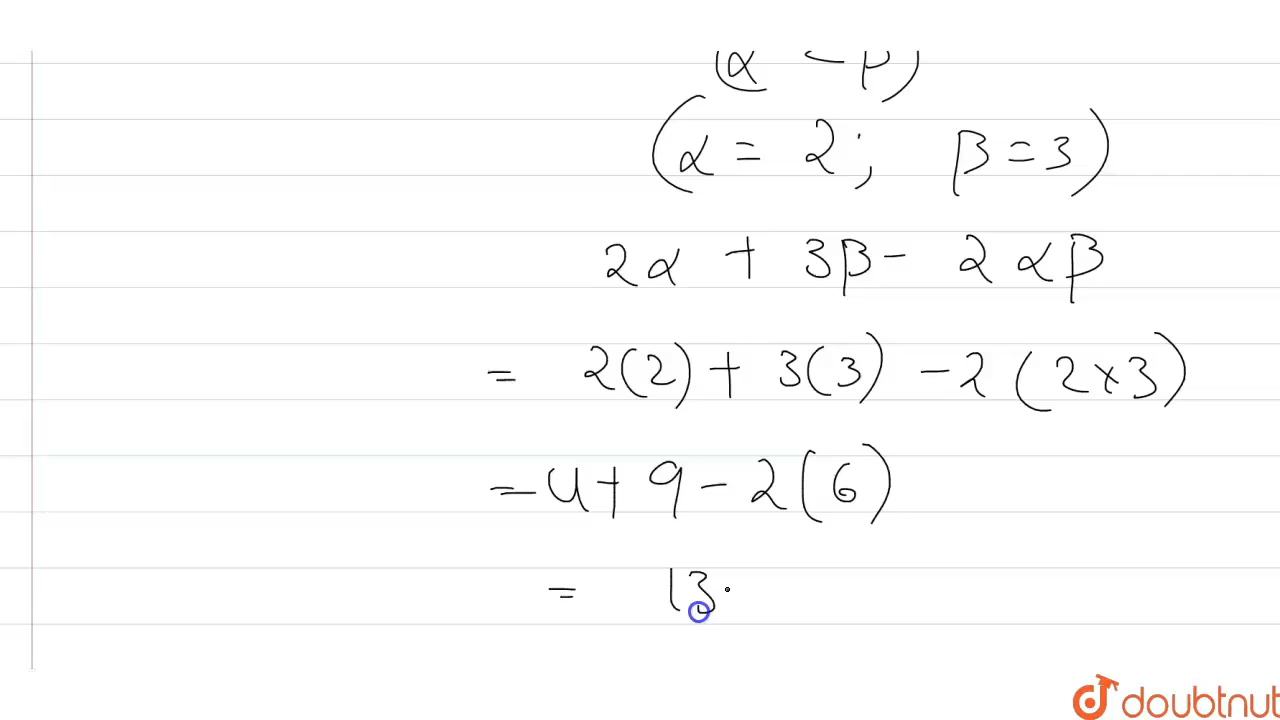 (α - β)
(α = 2; β = 3)
2α + 3β - 2αβ
= 2(2) + 3(3) - 2(2×3)
= 4 + 9 - 2(6)
= 13
doubtnut